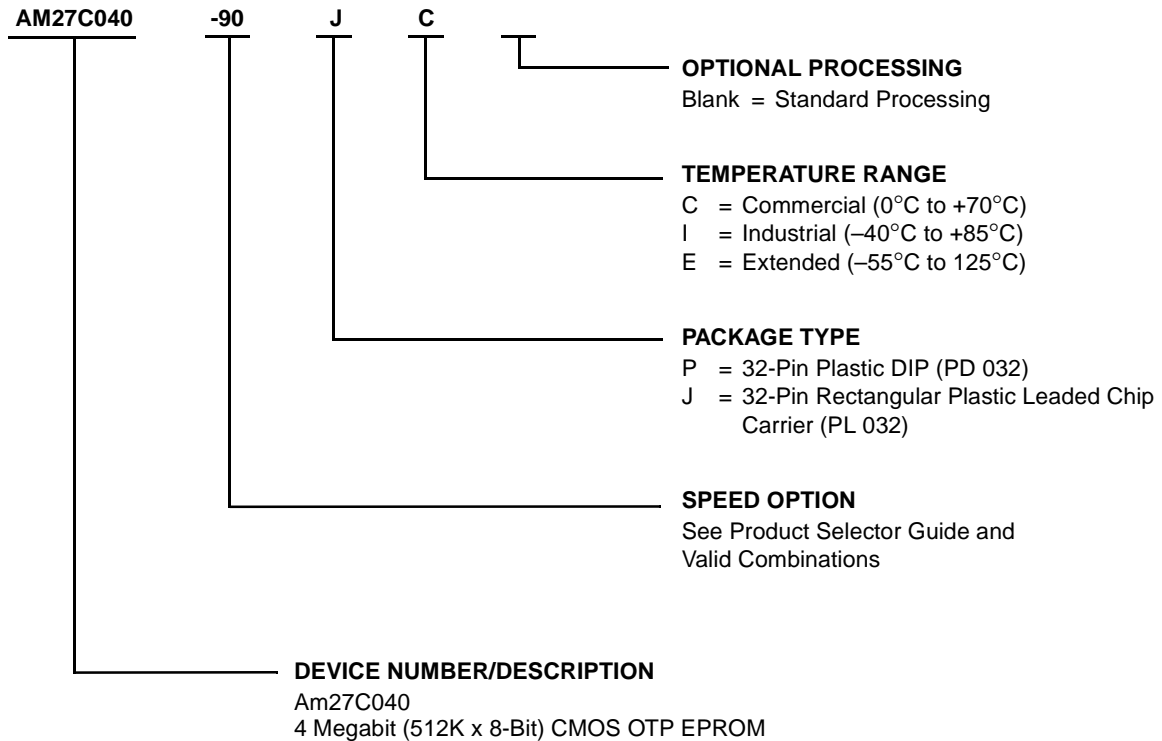 AM27C040 -90 J C
OPTIONAL PROCESSING
Blank = Standard Processing
TEMPERATURE RANGE
C = Commercial (0°C to +70°C)
I = Industrial (–40°C to +85°C)
E = Extended (–55°C to 125°C)
PACKAGE TYPE
P = 32-Pin Plastic DIP (PD 032)
J = 32-Pin Rectangular Plastic Leaded Chip
Carrier (PL 032)
SPEED OPTION
See Product Selector Guide and
Valid Combinations
DEVICE NUMBER/DESCRIPTION
Am27C040
4 Megabit (512K x 8-Bit) CMOS OTP EPROM